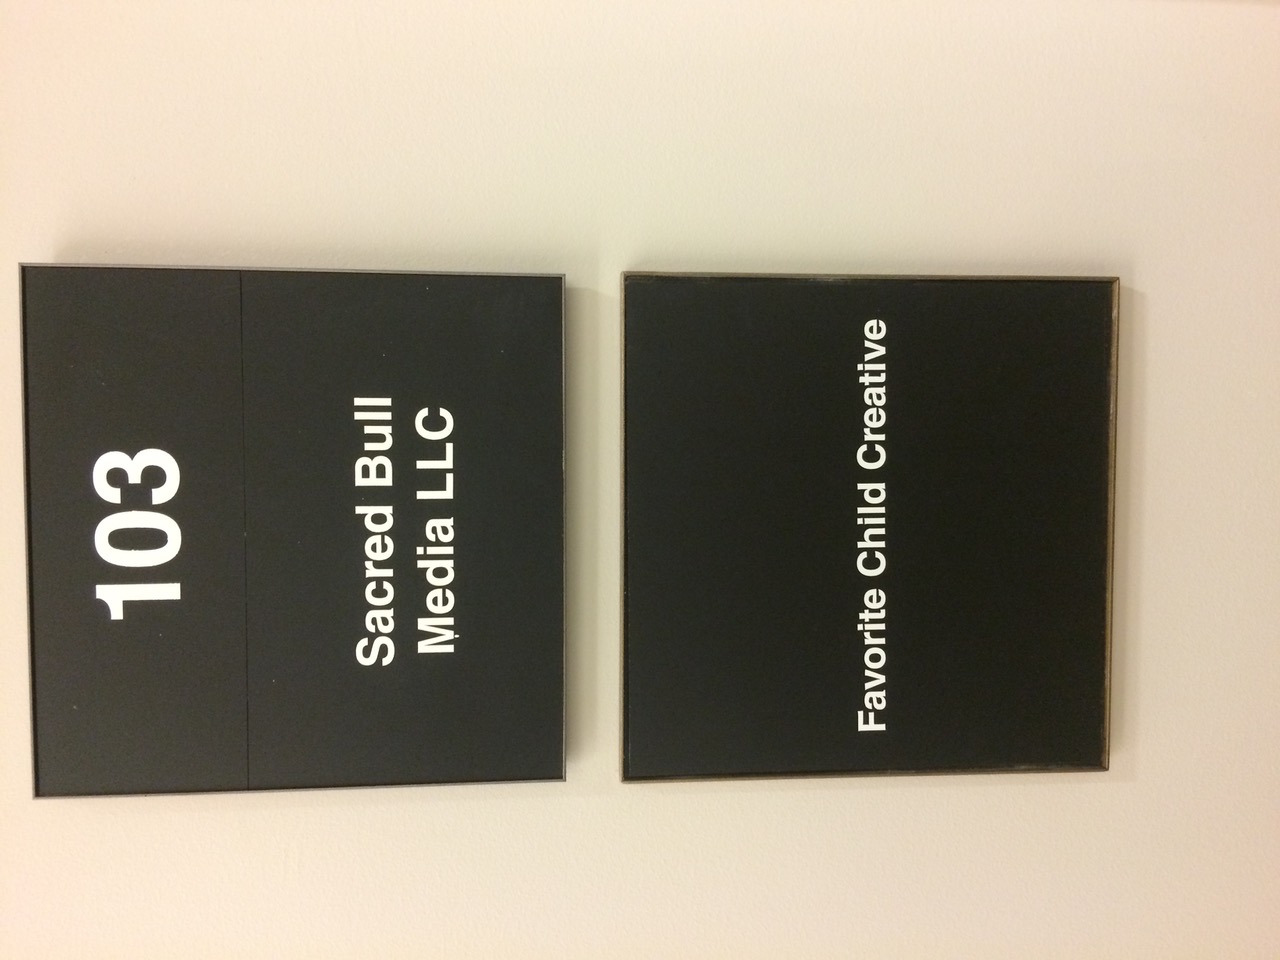 103
Sacred Bull
Media LLC
Favorite Child Creative